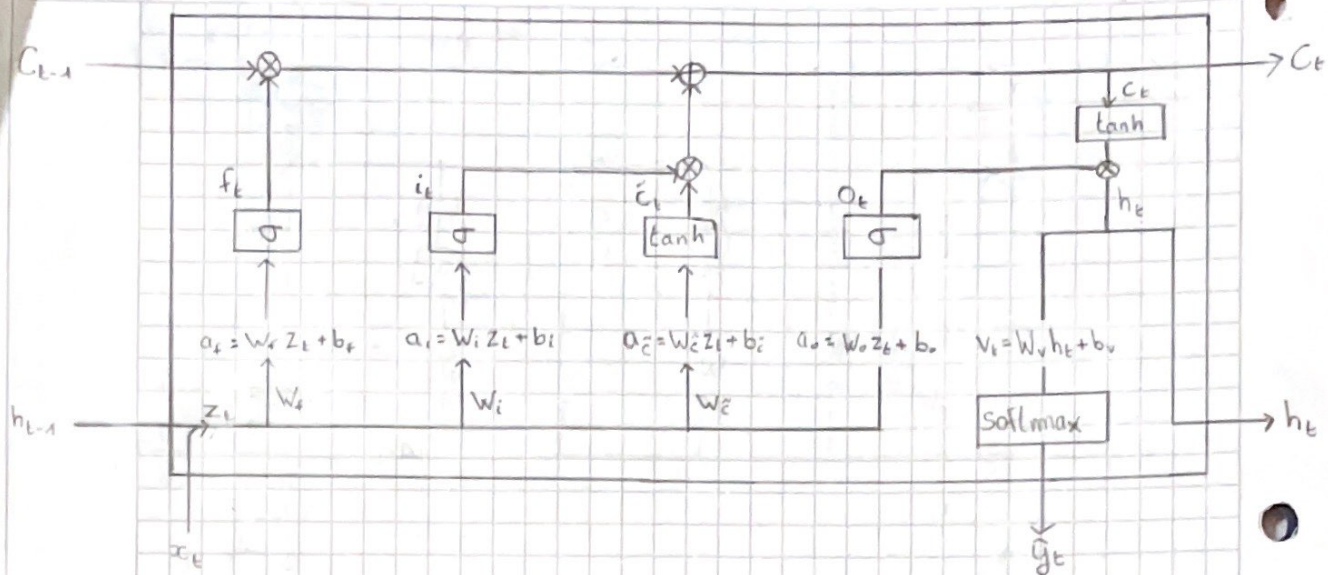 C_{t-1} C_t
c_t
tanh
f_t i_t c̃_t o_t h_t
σ σ tanh σ
a_f = W_f z_t + b_f a_i = W_i z_t + b_i a_c̃ = W_c̃ z_t + b_c̃ a_o = W_o z_t + b_o v_t = W_v h_t + b_v
h_{t-1} z_t W_f W_i W_c̃ softmax h_t
x_t ŷ_t